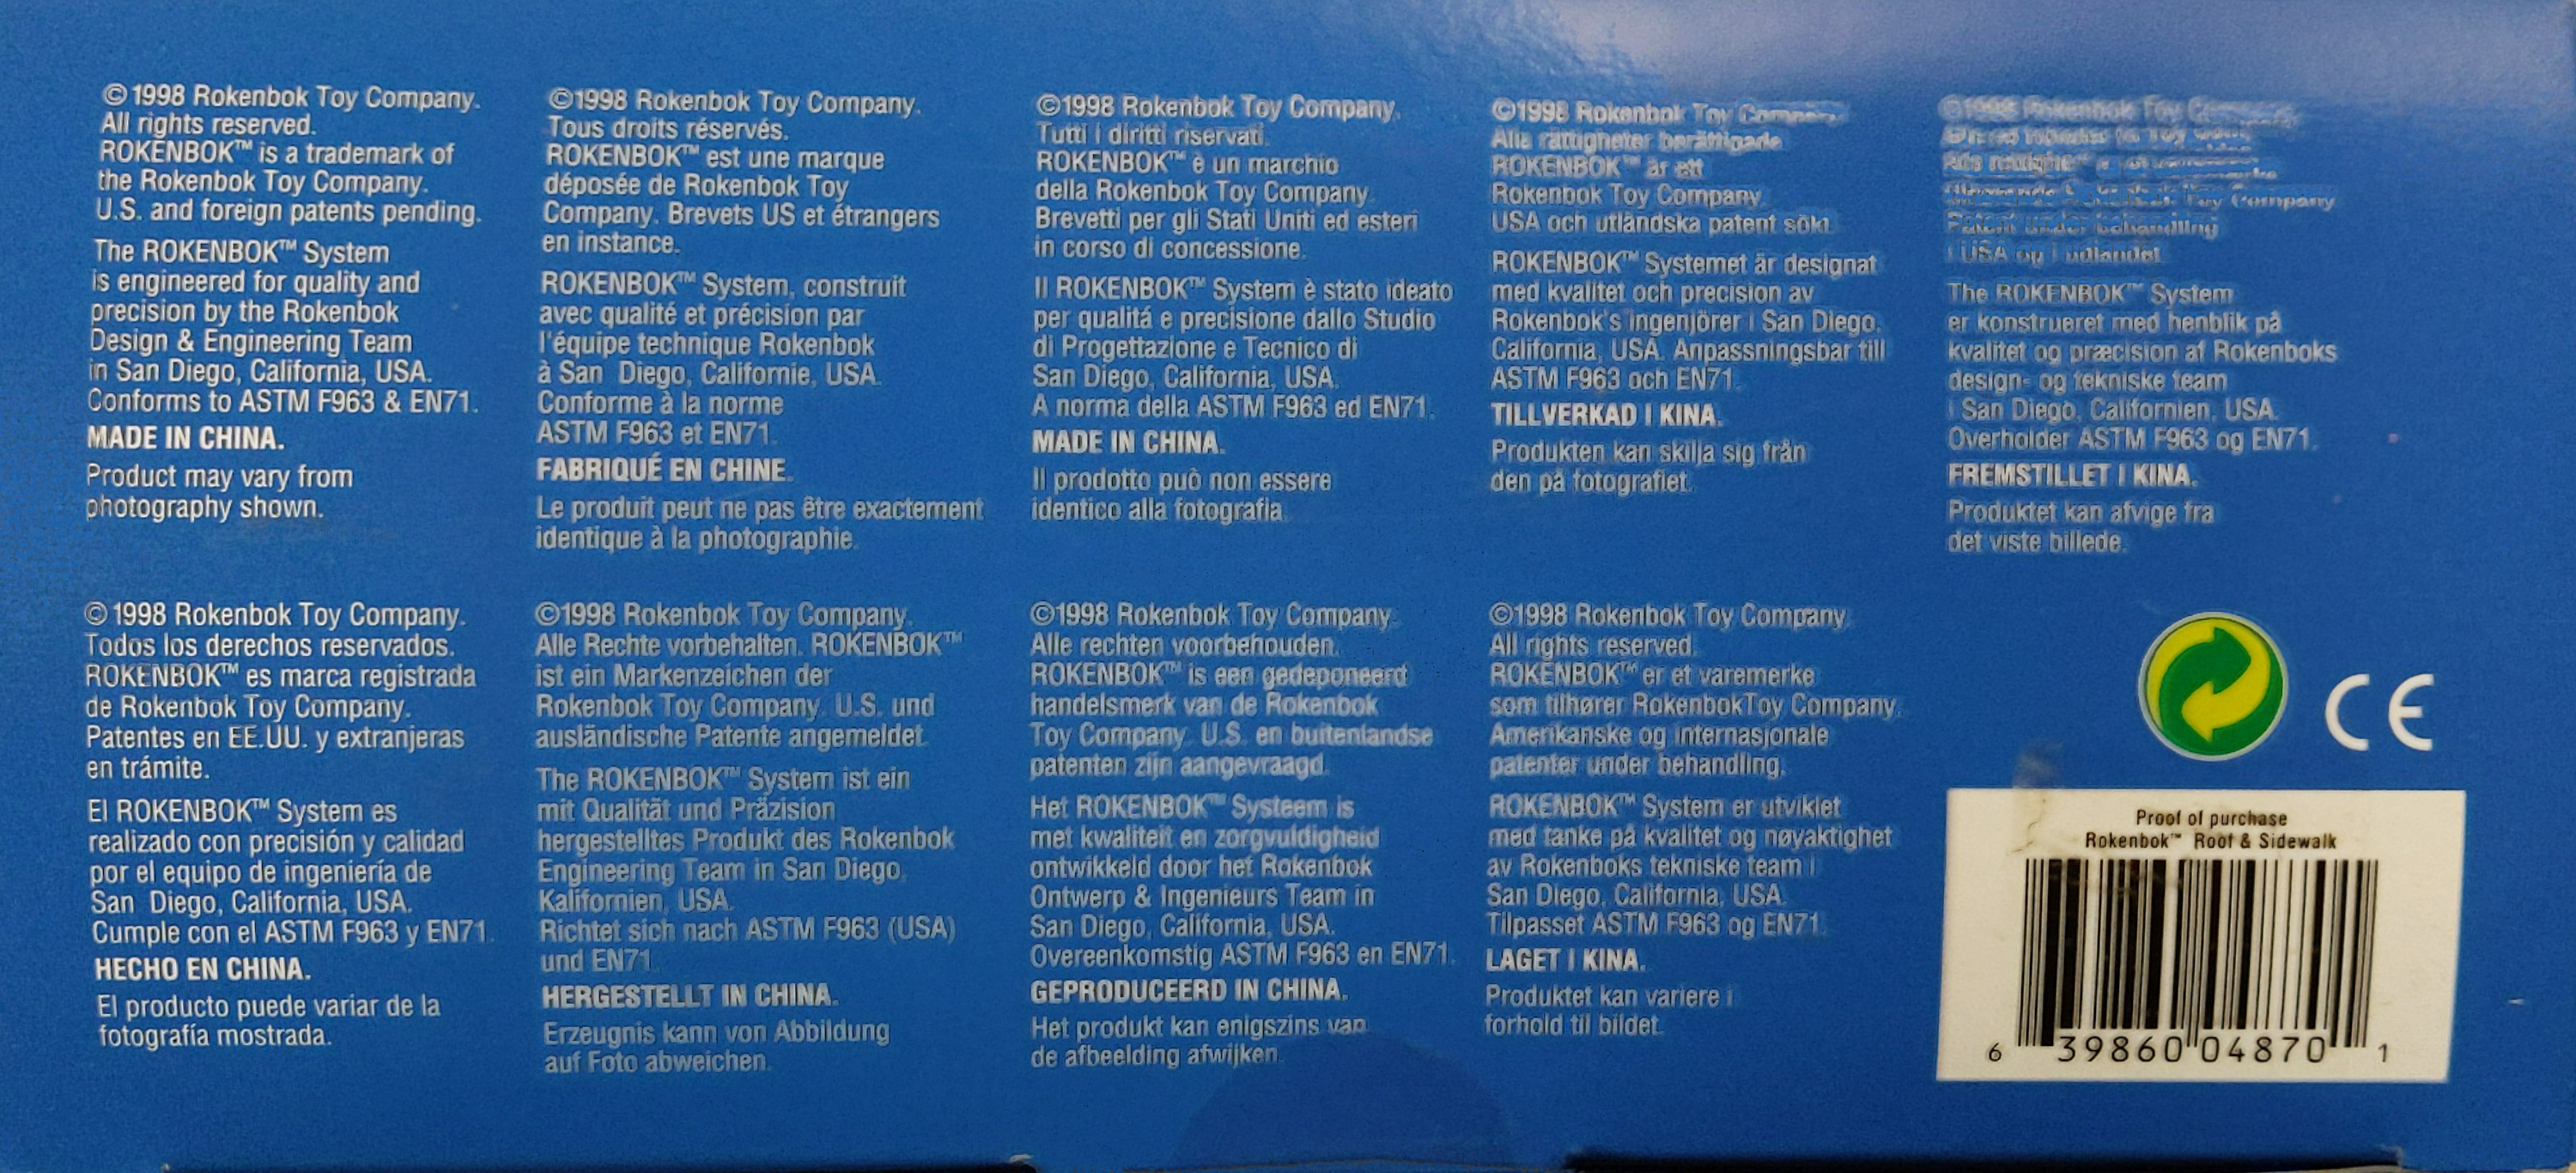 ©1998 Rokenbok Toy Company.
All rights reserved.
ROKENBOK™ is a trademark of
the Rokenbok Toy Company.
U.S. and foreign patents pending.
The ROKENBOK™ System
is engineered for quality and
precision by the Rokenbok
Design & Engineering Team
in San Diego, California, USA.
Conforms to ASTM F963 & EN71.
MADE IN CHINA.
Product may vary from
photography shown.
©1998 Rokenbok Toy Company.
Tous droits réservés.
ROKENBOK™ est une marque
déposée de Rokenbok Toy
Company. Brevets US et étrangers
en instance.
ROKENBOK™ System, construit
avec qualité et précision par
l'équipe technique Rokenbok
à San Diego, Californie, USA.
Conforme à la norme
ASTM F963 et EN71.
FABRIQUÉ EN CHINE.
Le produit peut ne pas être exactement
identique à la photographie.
©1998 Rokenbok Toy Company.
Tutti i diritti riservati.
ROKENBOK™ è un marchio
della Rokenbok Toy Company.
Brevetti per gli Stati Uniti ed esteri
in corso di concessione.
Il ROKENBOK™ System è stato ideato
per qualitá e precisione dallo Studio
di Progettazione e Tecnico di
San Diego, California, USA.
A norma della ASTM F963 ed EN71.
MADE IN CHINA.
Il prodotto può non essere
identico alla fotografia.
©1998 Rokenbok Toy Company.
Alla rättigheter berättigade.
ROKENBOK™ är ett
Rokenbok Toy Company.
USA och utländska patent sökt.
ROKENBOK™ Systemet är designat
med kvalitet och precision av
Rokenbok's ingenjörer i San Diego,
California, USA. Anpassningsbar till
ASTM F963 och EN71.
TILLVERKAD I KINA.
Produkten kan skilja sig från
den på fotografiet.
©1998 Rokenbok Toy
Toy Company.
Patent under behandling
i USA og i udlandet.
The ROKENBOK™ System
er konstrueret med henblik på
kvalitet og præcision af Rokenboks
design- og tekniske team
i San Diego, Californien, USA.
Overholder ASTM F963 og EN71.
FREMSTILLET I KINA.
Produktet kan afvige fra
det viste billede.
©1998 Rokenbok Toy Company.
Todos los derechos reservados.
ROKENBOK™ es marca registrada
de Rokenbok Toy Company.
Patentes en EE.UU. y extranjeras
en trámite.
El ROKENBOK™ System es
realizado con precisión y calidad
por el equipo de ingeniería de
San Diego, California, USA.
Cumple con el ASTM F963 y EN71.
HECHO EN CHINA.
El producto puede variar de la
fotografía mostrada.
©1998 Rokenbok Toy Company.
Alle Rechte vorbehalten. ROKENBOK™
ist ein Markenzeichen der
Rokenbok Toy Company. U.S. und
ausländische Patente angemeldet.
The ROKENBOK™ System ist ein
mit Qualität und Präzision
hergestelltes Produkt des Rokenbok
Engineering Team in San Diego,
Kalifornien, USA.
Richtet sich nach ASTM F963 (USA)
und EN71.
HERGESTELLT IN CHINA.
Erzeugnis kann von Abbildung
auf Foto abweichen.
©1998 Rokenbok Toy Company.
Alle rechten voorbehouden.
ROKENBOK™ is een gedeponeerd
handelsmerk van de Rokenbok
Toy Company. U.S. en buitenlandse
patenten zijn aangevraagd.
Het ROKENBOK™ Systeem is
met kwaliteit en zorgvuldigheid
ontwikkeld door het Rokenbok
Ontwerp & Ingenieurs Team in
San Diego, California, USA.
Overeenkomstig ASTM F963 en EN71.
GEPRODUCEERD IN CHINA.
Het produkt kan enigszins van
de afbeelding afwijken.
©1998 Rokenbok Toy Company.
All rights reserved.
ROKENBOK™ er et varemerke
som tilhører RokenbokToy Company.
Amerikanske og internasjonale
patenter under behandling.
ROKENBOK™ System er utviklet
med tanke på kvalitet og nøyaktighet
av Rokenboks tekniske team i
San Diego, California, USA.
Tilpasset ASTM F963 og EN71.
LAGET I KINA.
Produktet kan variere i
forhold til bildet.
CE
Proof of purchase
Rokenbok™ Roof & Sidewalk
6 39860 04870 1